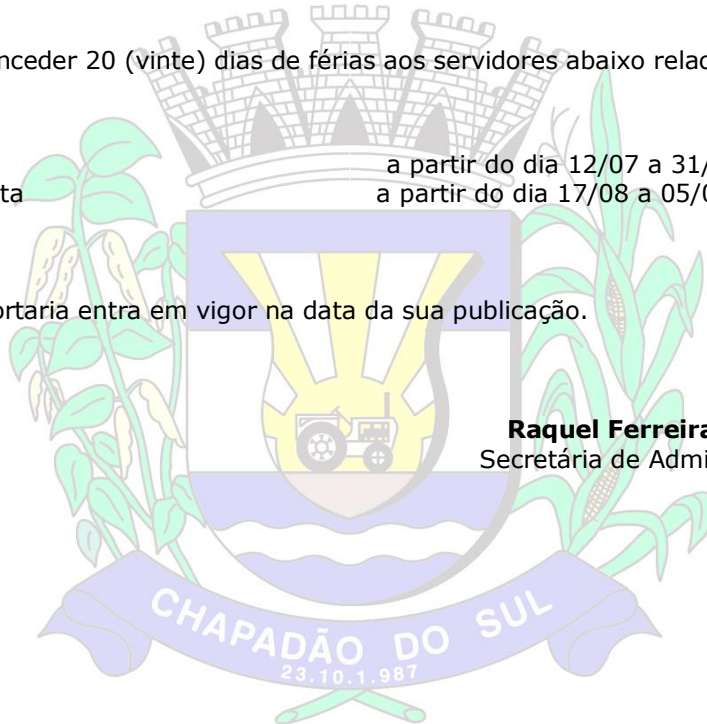 nceder 20 (vinte) dias de férias aos servidores abaixo relac
a partir do dia 12/07 a 31/
ta a partir do dia 17/08 a 05/0
ortaria entra em vigor na data da sua publicação.
Raquel Ferreira
Secretária de Admi
CHAPADÃO DO SUL
23.10.1.987